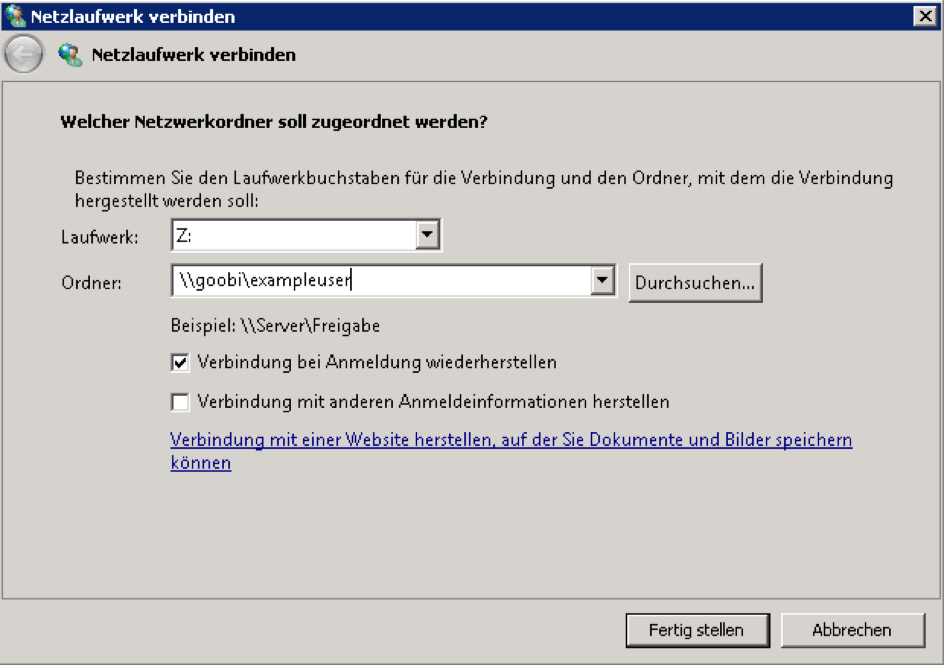 Netzlaufwerk verbinden
Netzlaufwerk verbinden
Welcher Netzwerkordner soll zugeordnet werden?
Bestimmen Sie den Laufwerkbuchstaben für die Verbindung und den Ordner, mit dem die Verbindung
hergestellt werden soll:
Laufwerk: Z:
Ordner: \\goobi\exampleuser Durchsuchen...
Beispiel: \\Server\Freigabe
Verbindung bei Anmeldung wiederherstellen
Verbindung mit anderen Anmeldeinformationen herstellen
Verbindung mit einer Website herstellen, auf der Sie Dokumente und Bilder speichern
können
Fertig stellen Abbrechen